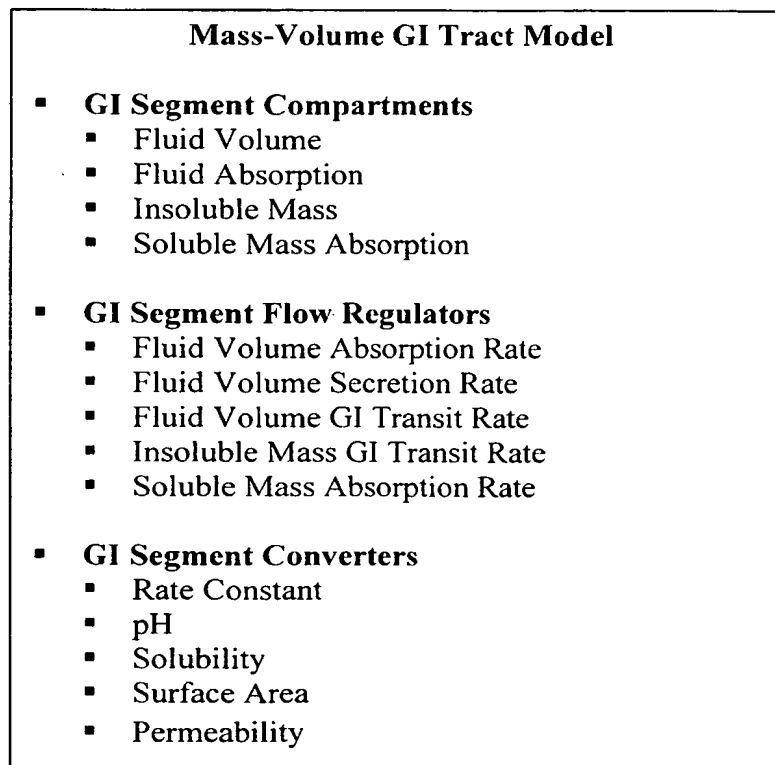 Mass-Volume GI Tract Model
▪ GI Segment Compartments
▪ Fluid Volume
▪ Fluid Absorption
▪ Insoluble Mass
▪ Soluble Mass Absorption
▪ GI Segment Flow Regulators
▪ Fluid Volume Absorption Rate
▪ Fluid Volume Secretion Rate
▪ Fluid Volume GI Transit Rate
▪ Insoluble Mass GI Transit Rate
▪ Soluble Mass Absorption Rate
▪ GI Segment Converters
▪ Rate Constant
▪ pH
▪ Solubility
▪ Surface Area
▪ Permeability